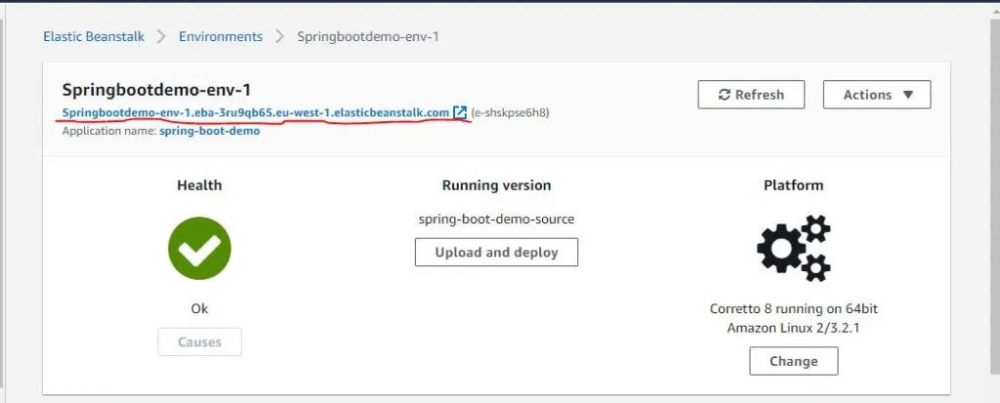 Elastic Beanstalk > Environments > Springbootdemo-env-1
Springbootdemo-env-1
Refresh
Actions
Springbootdemo-env-1.eba-3ru9qb65.eu-west-1.elasticbeanstalk.com (e-shskpse6h8)
Application name: spring-boot-demo
Health
Ok
Causes
Running version
spring-boot-demo-source
Upload and deploy
Platform
Corretto 8 running on 64bit
Amazon Linux 2/3.2.1
Change